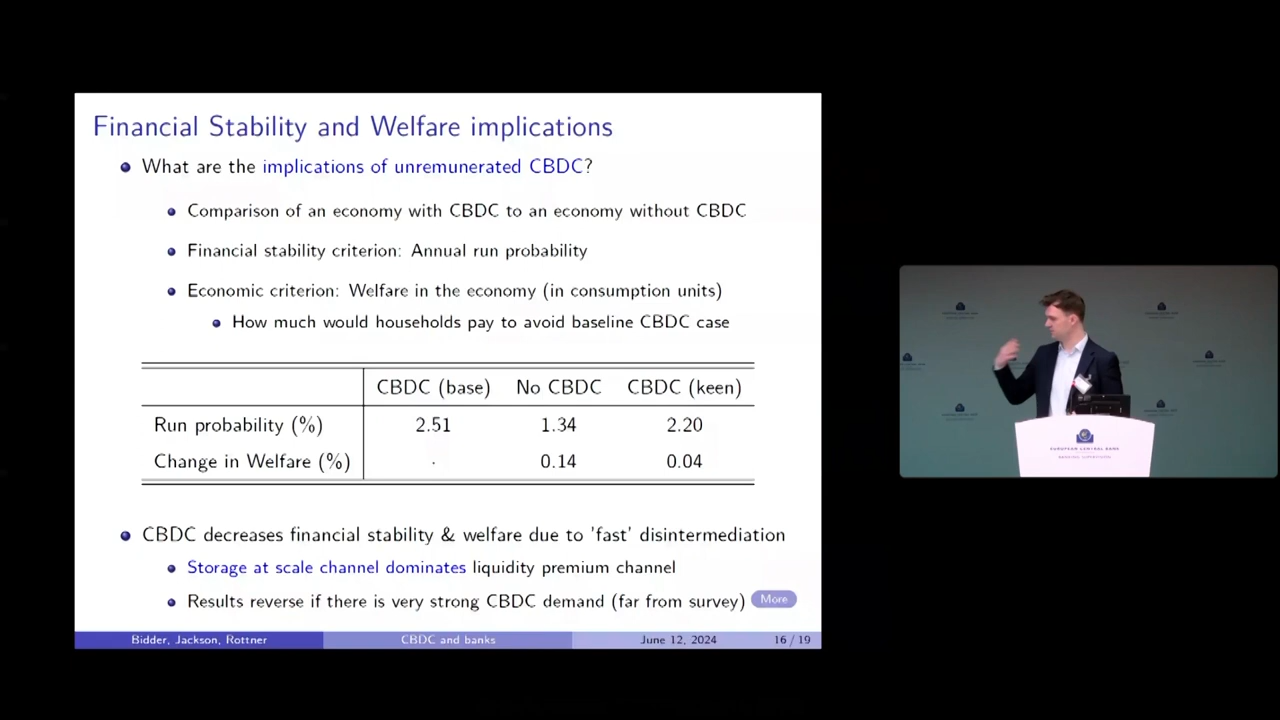 Financial Stability and Welfare implications
What are the implications of unremunerated CBDC?
Comparison of an economy with CBDC to an economy without CBDC
Financial stability criterion: Annual run probability
Economic criterion: Welfare in the economy (in consumption units)
How much would households pay to avoid baseline CBDC case
CBDC (base) No CBDC CBDC (keen)
Run probability (%) 2.51 1.34 2.20
Change in Welfare (%) . 0.14 0.04
CBDC decreases financial stability & welfare due to 'fast' disintermediation
Storage at scale channel dominates liquidity premium channel
Results reverse if there is very strong CBDC demand (far from survey) More
Bidder, Jackson, Rottner CBDC and banks June 12, 2024 16 / 19
EUROPEAN CENTRAL BANK
BANKING SUPERVISION